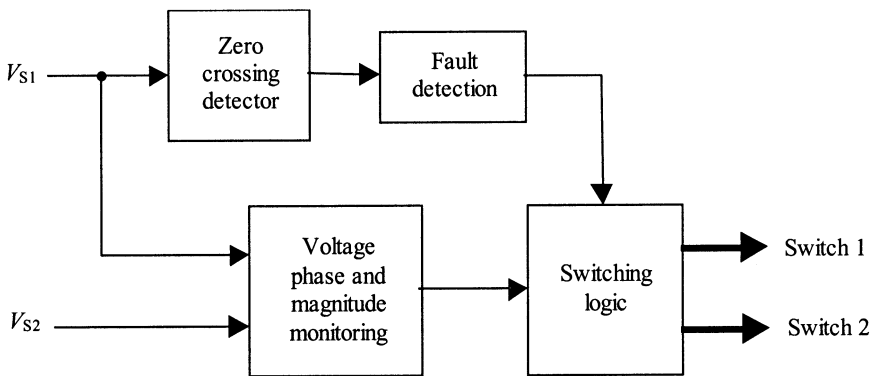 V_S1
Zero
crossing
detector
Fault
detection
Voltage
phase and
magnitude
monitoring
Switching
logic
Switch 1
V_S2
Switch 2